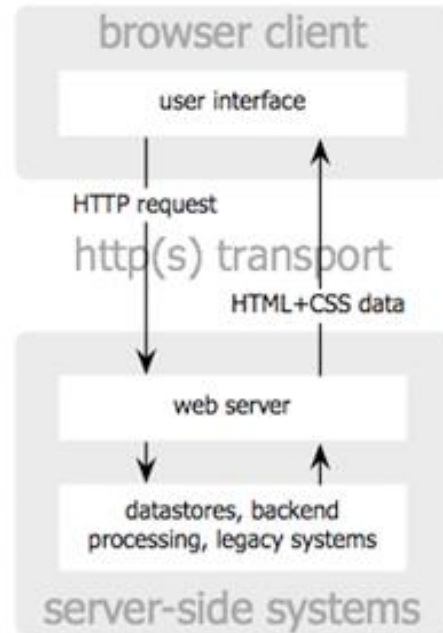 browser client
user interface
HTTP request
http(s) transport
HTML+CSS data
web server
datastores, backend
processing, legacy systems
server-side systems